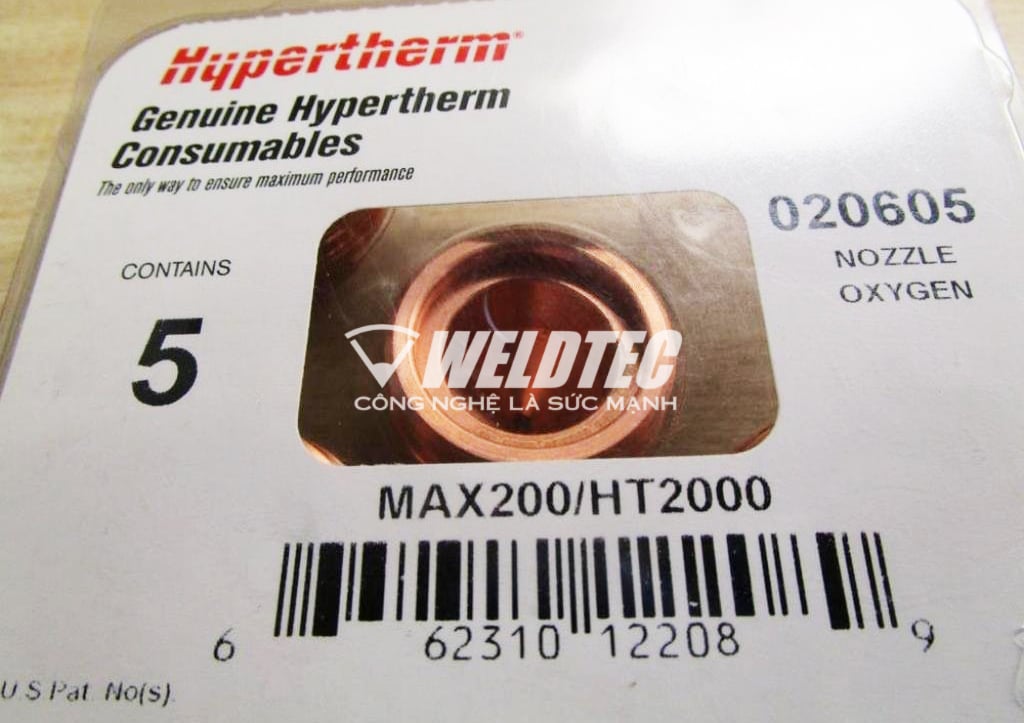 Hypertherm®
Genuine Hypertherm
Consumables
The only way to ensure maximum performance
020605
NOZZLE
OXYGEN
CONTAINS
5
WELDTEC
CÔNG NGHỆ LÀ SỨC MẠNH
MAX200/HT2000
6 62310 12208 9
U.S Pat. No(s).